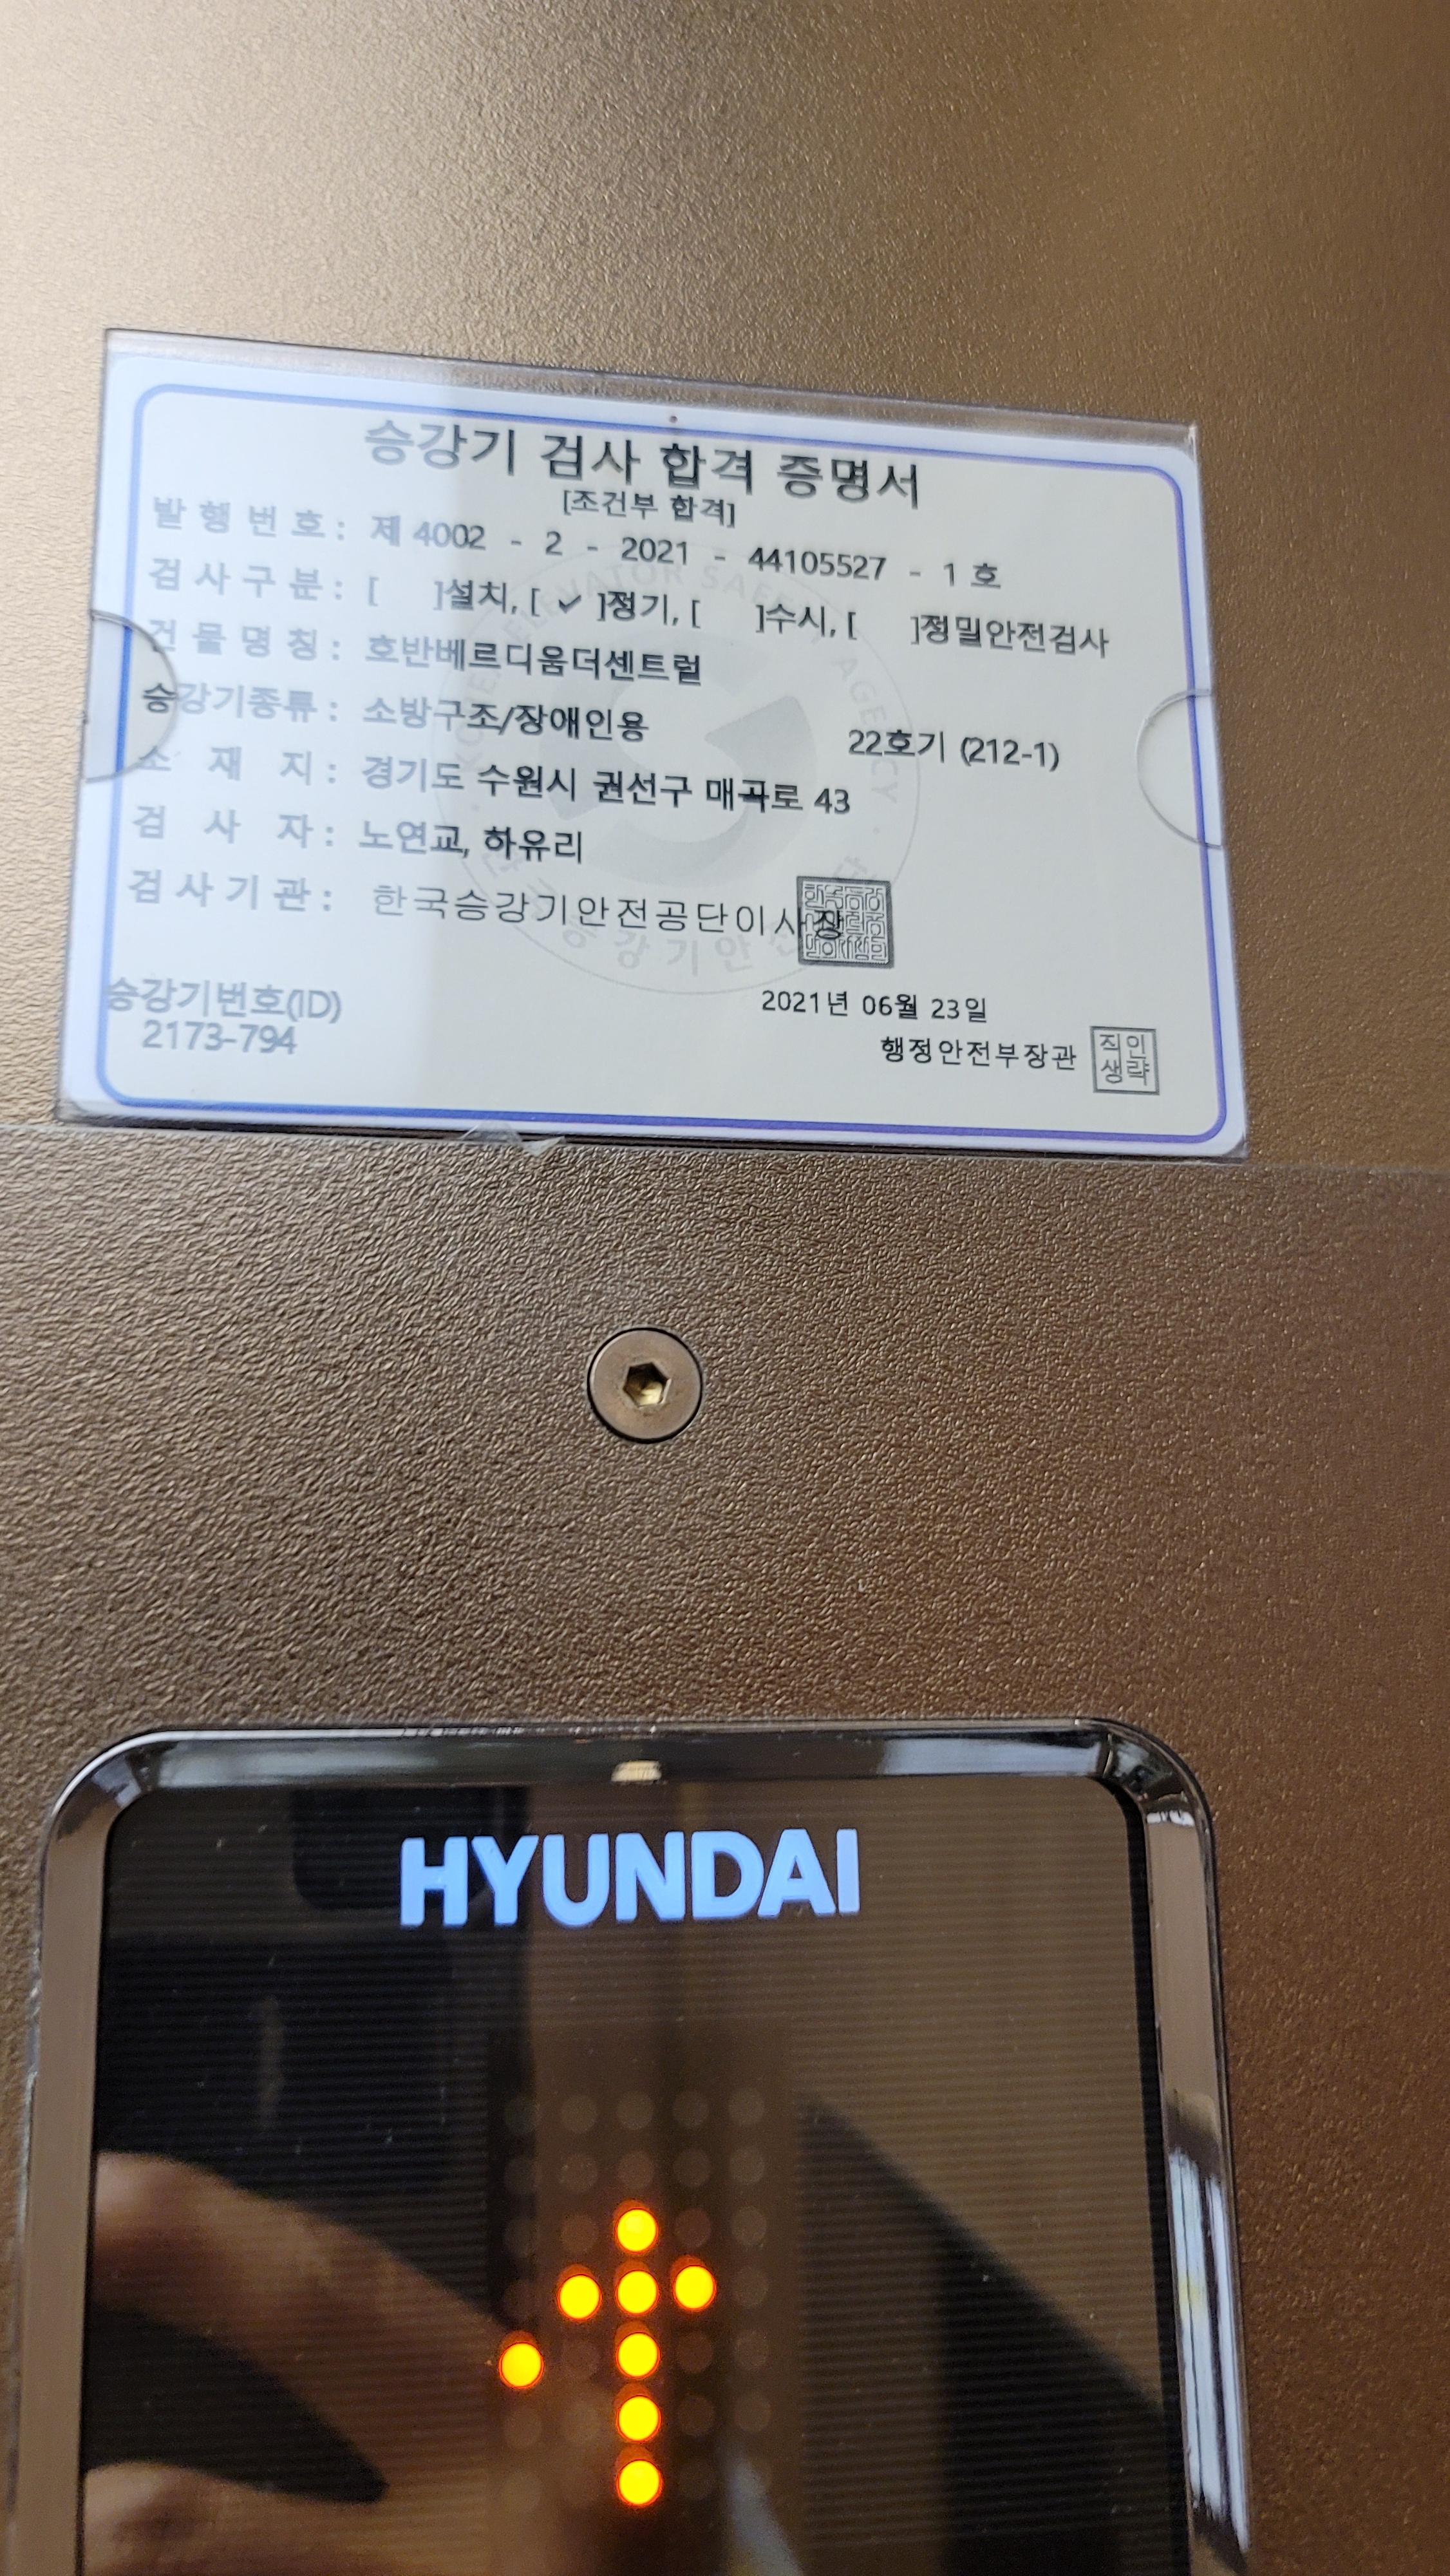 승강기 검사 합격 증명서
[조건부 합격]
발 행 번 호 : 제 4002 - 2 - 2021 - 44105527 - 1 호
검 사 구 분 : [ ]설치, [ ✓ ]정기, [ ]수시, [ ]정밀안전검사
건 물 명 칭 : 호반베르디움더센트럴
승강기종류 : 소방구조/장애인용 22호기 (212-1)
소 재 지 : 경기도 수원시 권선구 매곡로 43
검 사 자 : 노연교, 하유리
검 사 기 관 : 한국승강기안전공단이사장
승강기번호(ID)
2173-794
2021년 06월 23일
행정안전부장관 직인
생략
HYUNDAI